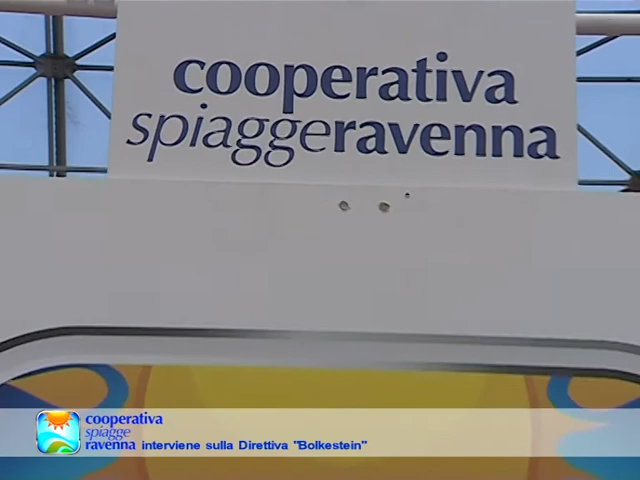 cooperativa
spiaggeravenna
cooperativa
spiagge
ravenna interviene sulla Direttiva "Bolkestein"